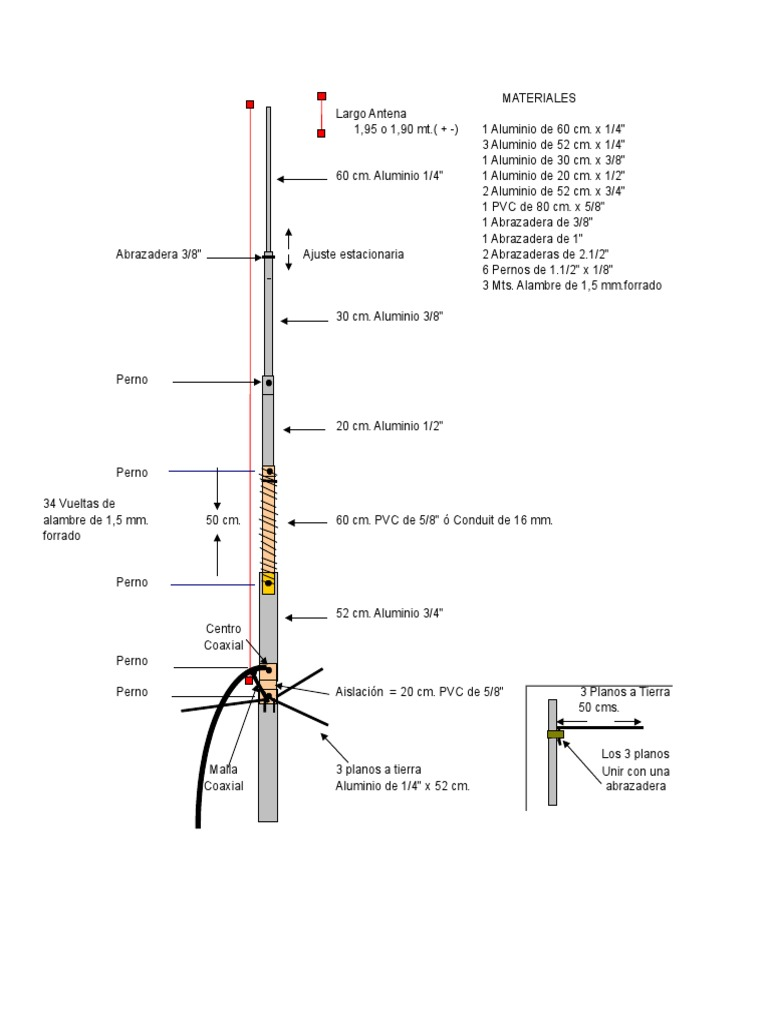 MATERIALES
Largo Antena
1,95 o 1,90 mt.( + -)
1 Aluminio de 60 cm. x 1/4"
3 Aluminio de 52 cm. x 1/4"
1 Aluminio de 30 cm. x 3/8"
1 Aluminio de 20 cm. x 1/2"
2 Aluminio de 52 cm. x 3/4"
1 PVC de 80 cm. x 5/8"
1 Abrazadera de 3/8"
1 Abrazadera de 1"
2 Abrazaderas de 2.1/2"
6 Pernos de 1.1/2" x 1/8"
3 Mts. Alambre de 1,5 mm.forrado
60 cm. Aluminio 1/4"
Abrazadera 3/8"
Ajuste estacionaria
30 cm. Aluminio 3/8"
Perno
20 cm. Aluminio 1/2"
Perno
34 Vueltas de
alambre de 1,5 mm.
forrado
50 cm.
60 cm. PVC de 5/8" ó Conduit de 16 mm.
Perno
52 cm. Aluminio 3/4"
Centro
Coaxial
Perno
Perno
Aislación = 20 cm. PVC de 5/8"
3 Planos a Tierra
50 cms.
Los 3 planos
Unir con una
abrazadera
Malla
Coaxial
3 planos a tierra
Aluminio de 1/4" x 52 cm.